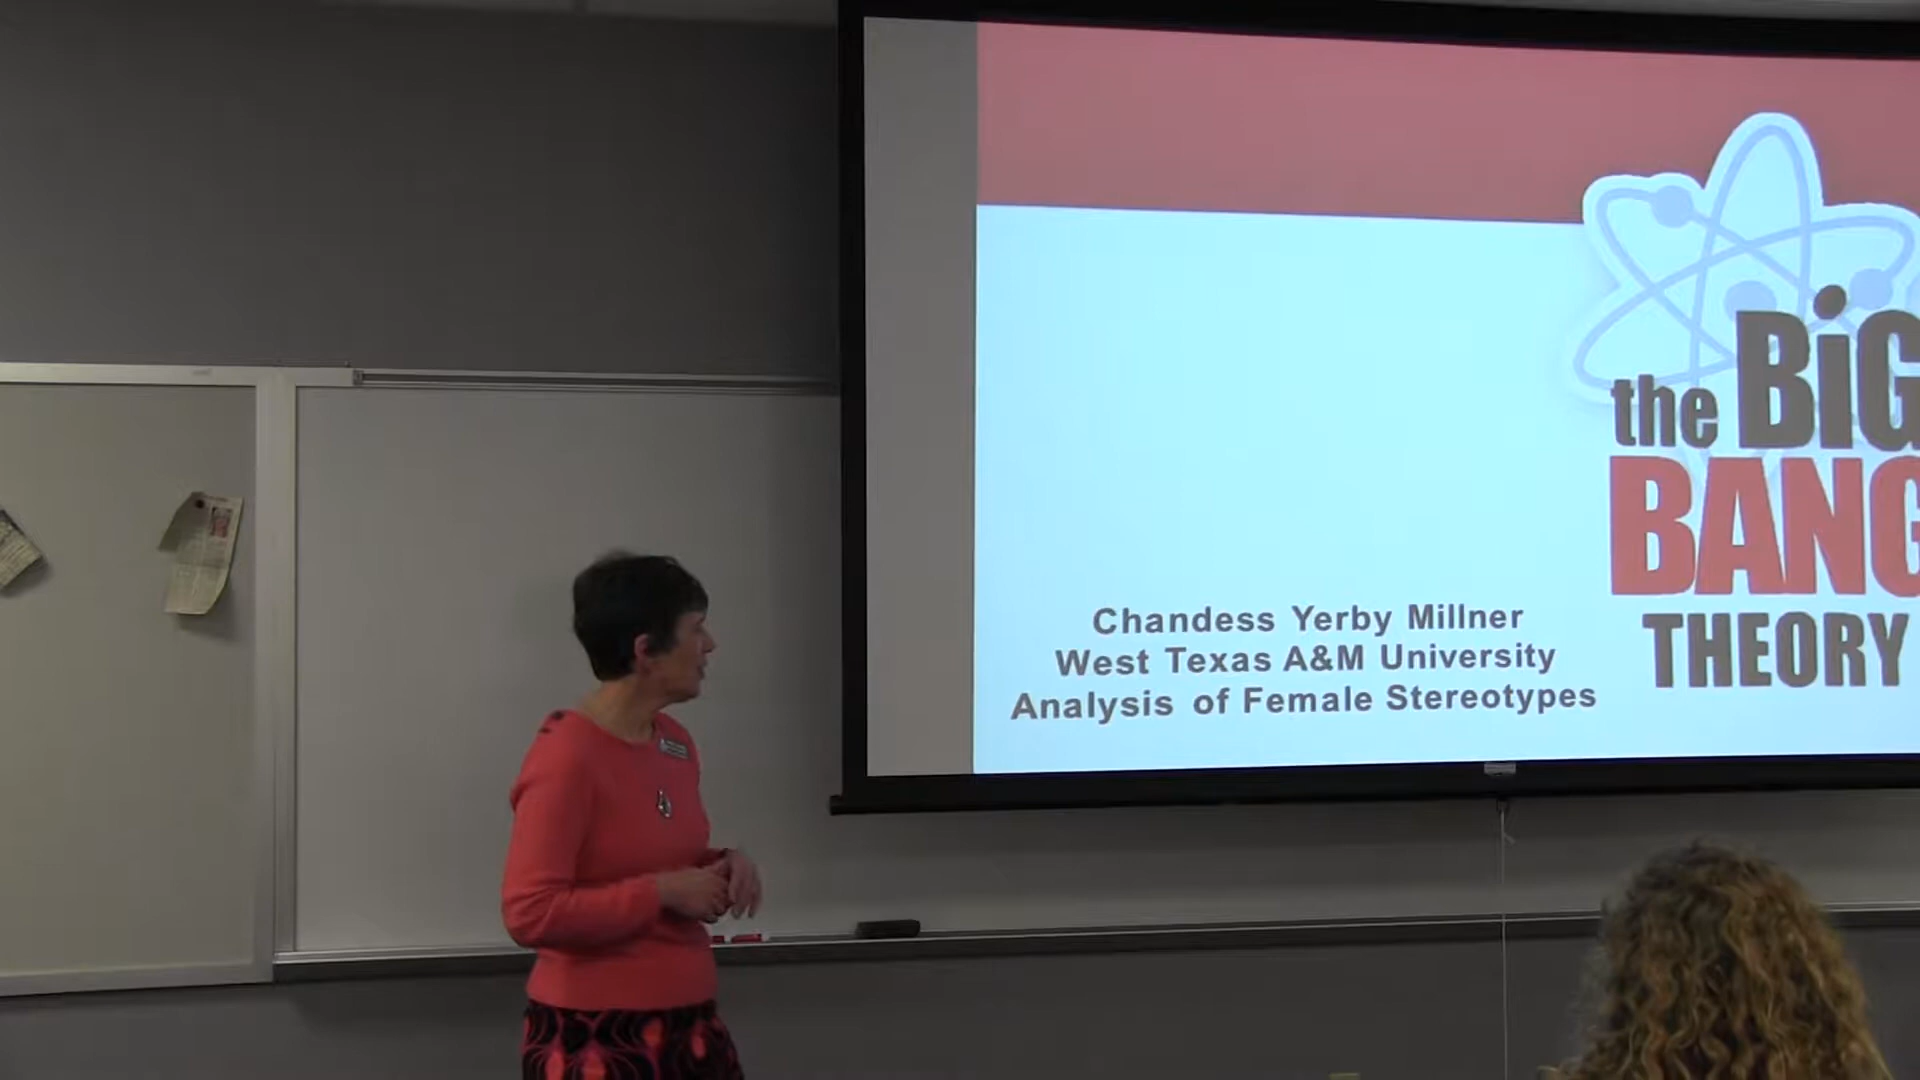 the BiG
BANG
THEORY
Chandess Yerby Millner
West Texas A&M University
Analysis of Female Stereotypes